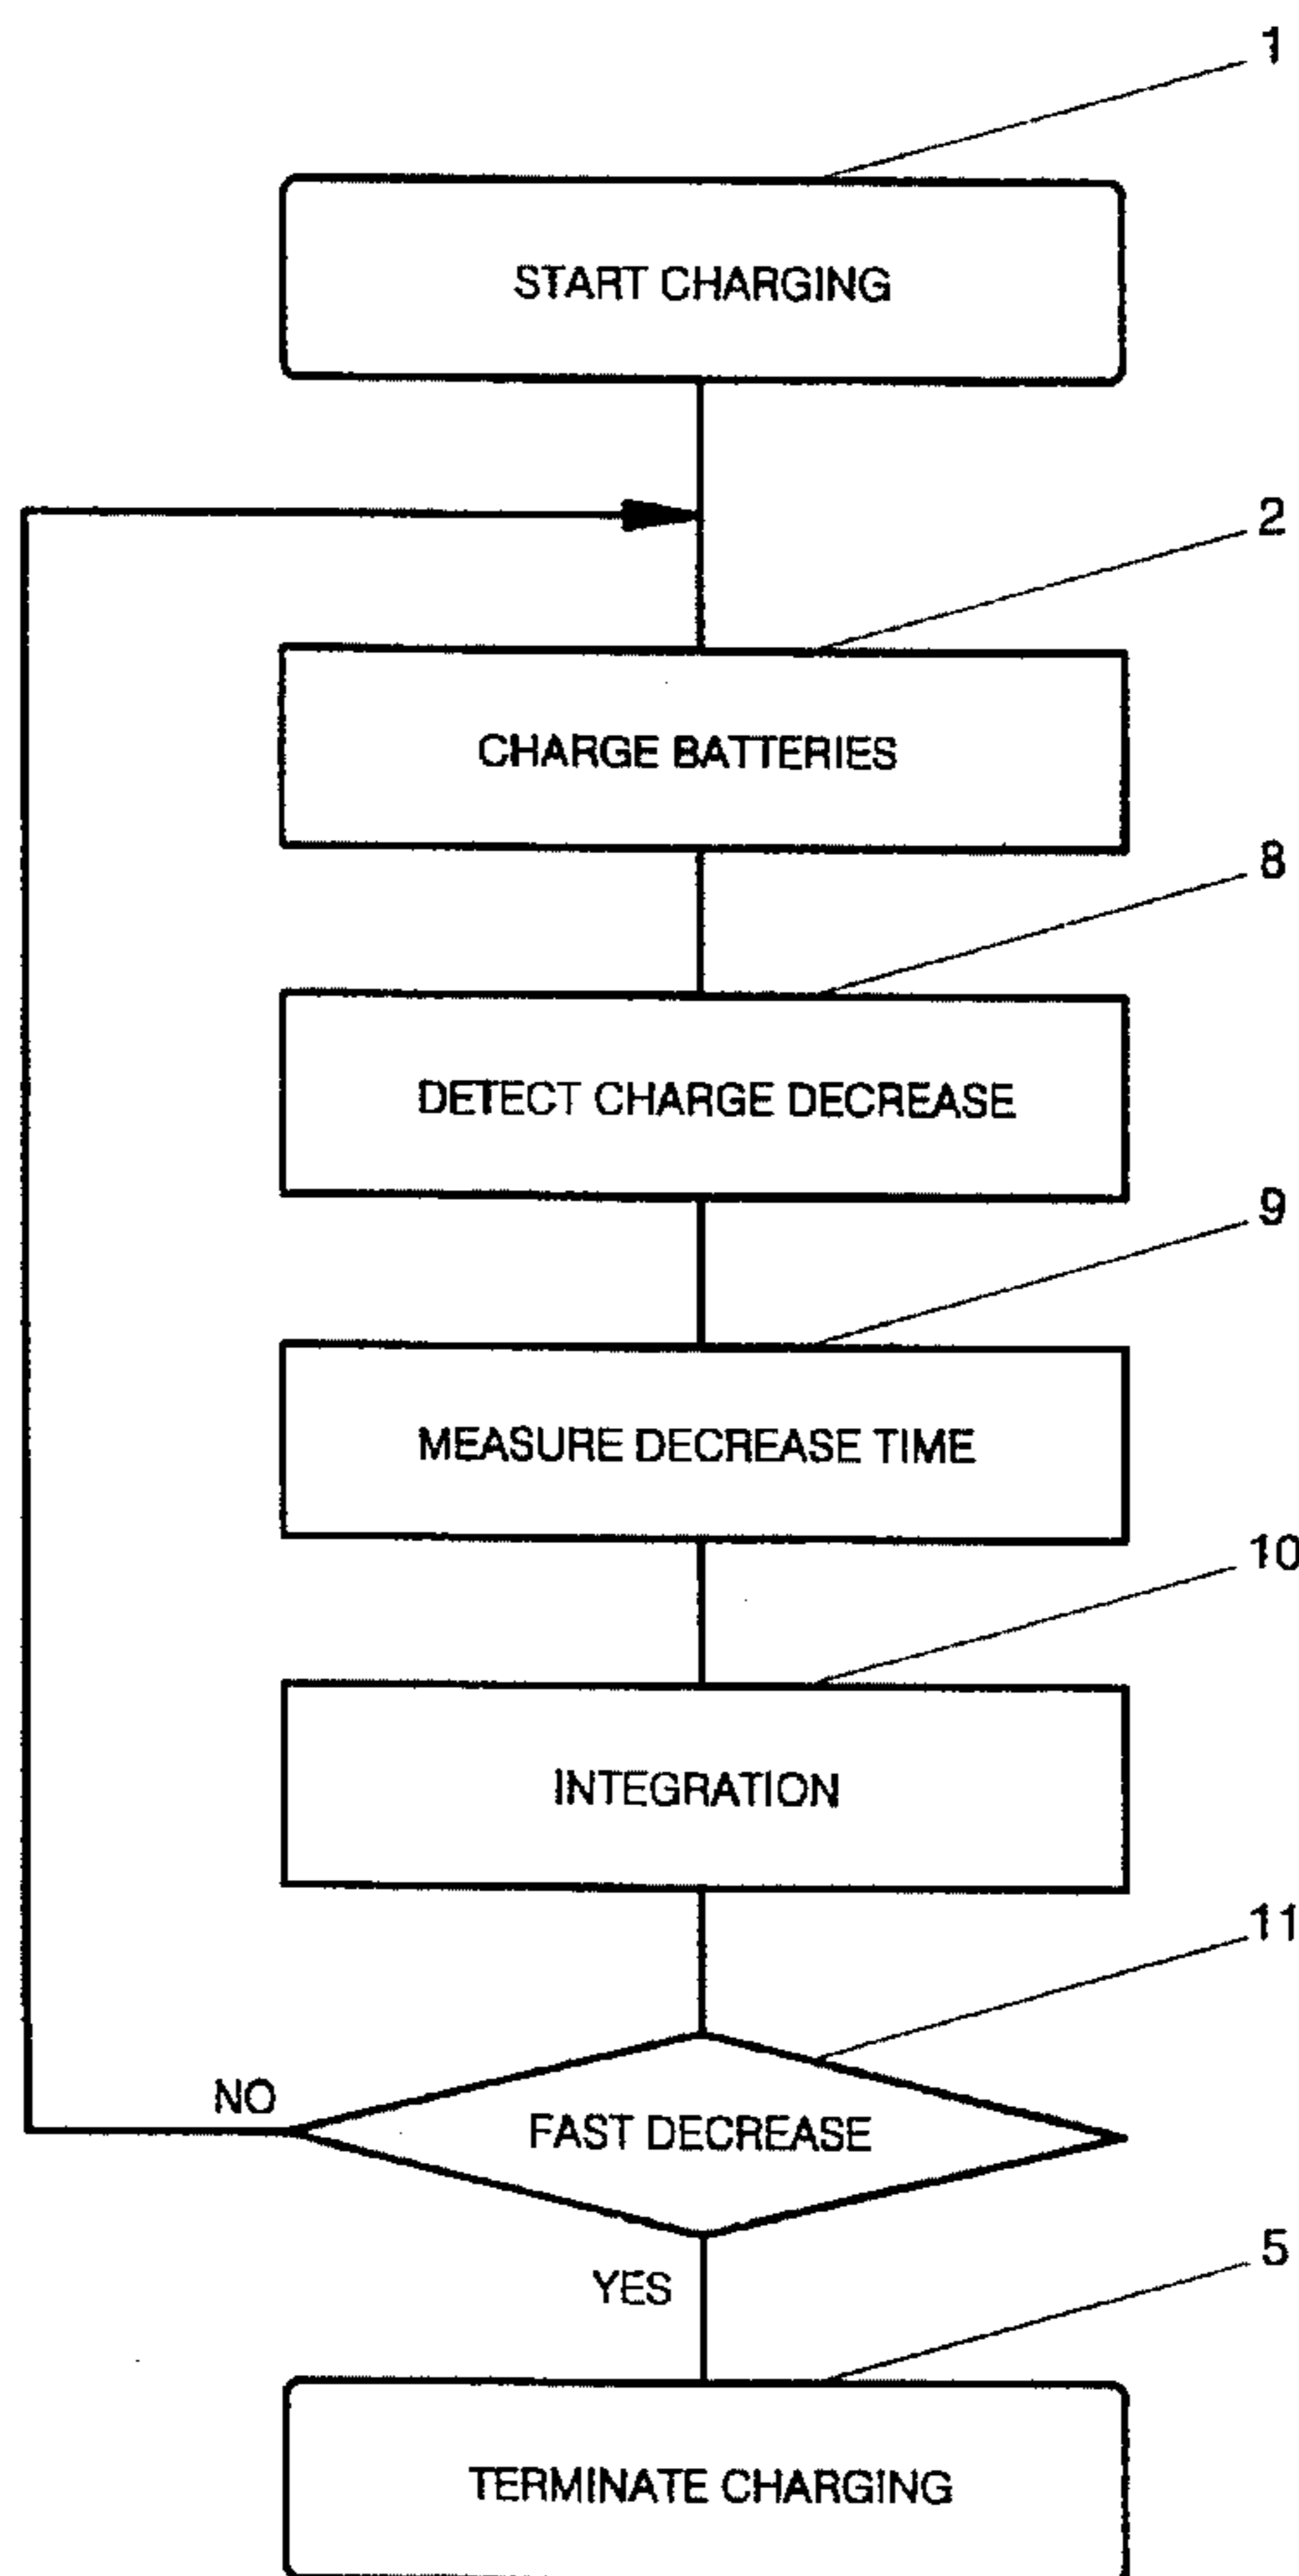 1
START CHARGING
2
CHARGE BATTERIES
8
DETECT CHARGE DECREASE
9
MEASURE DECREASE TIME
10
INTEGRATION
11
NO
FAST DECREASE
YES
5
TERMINATE CHARGING